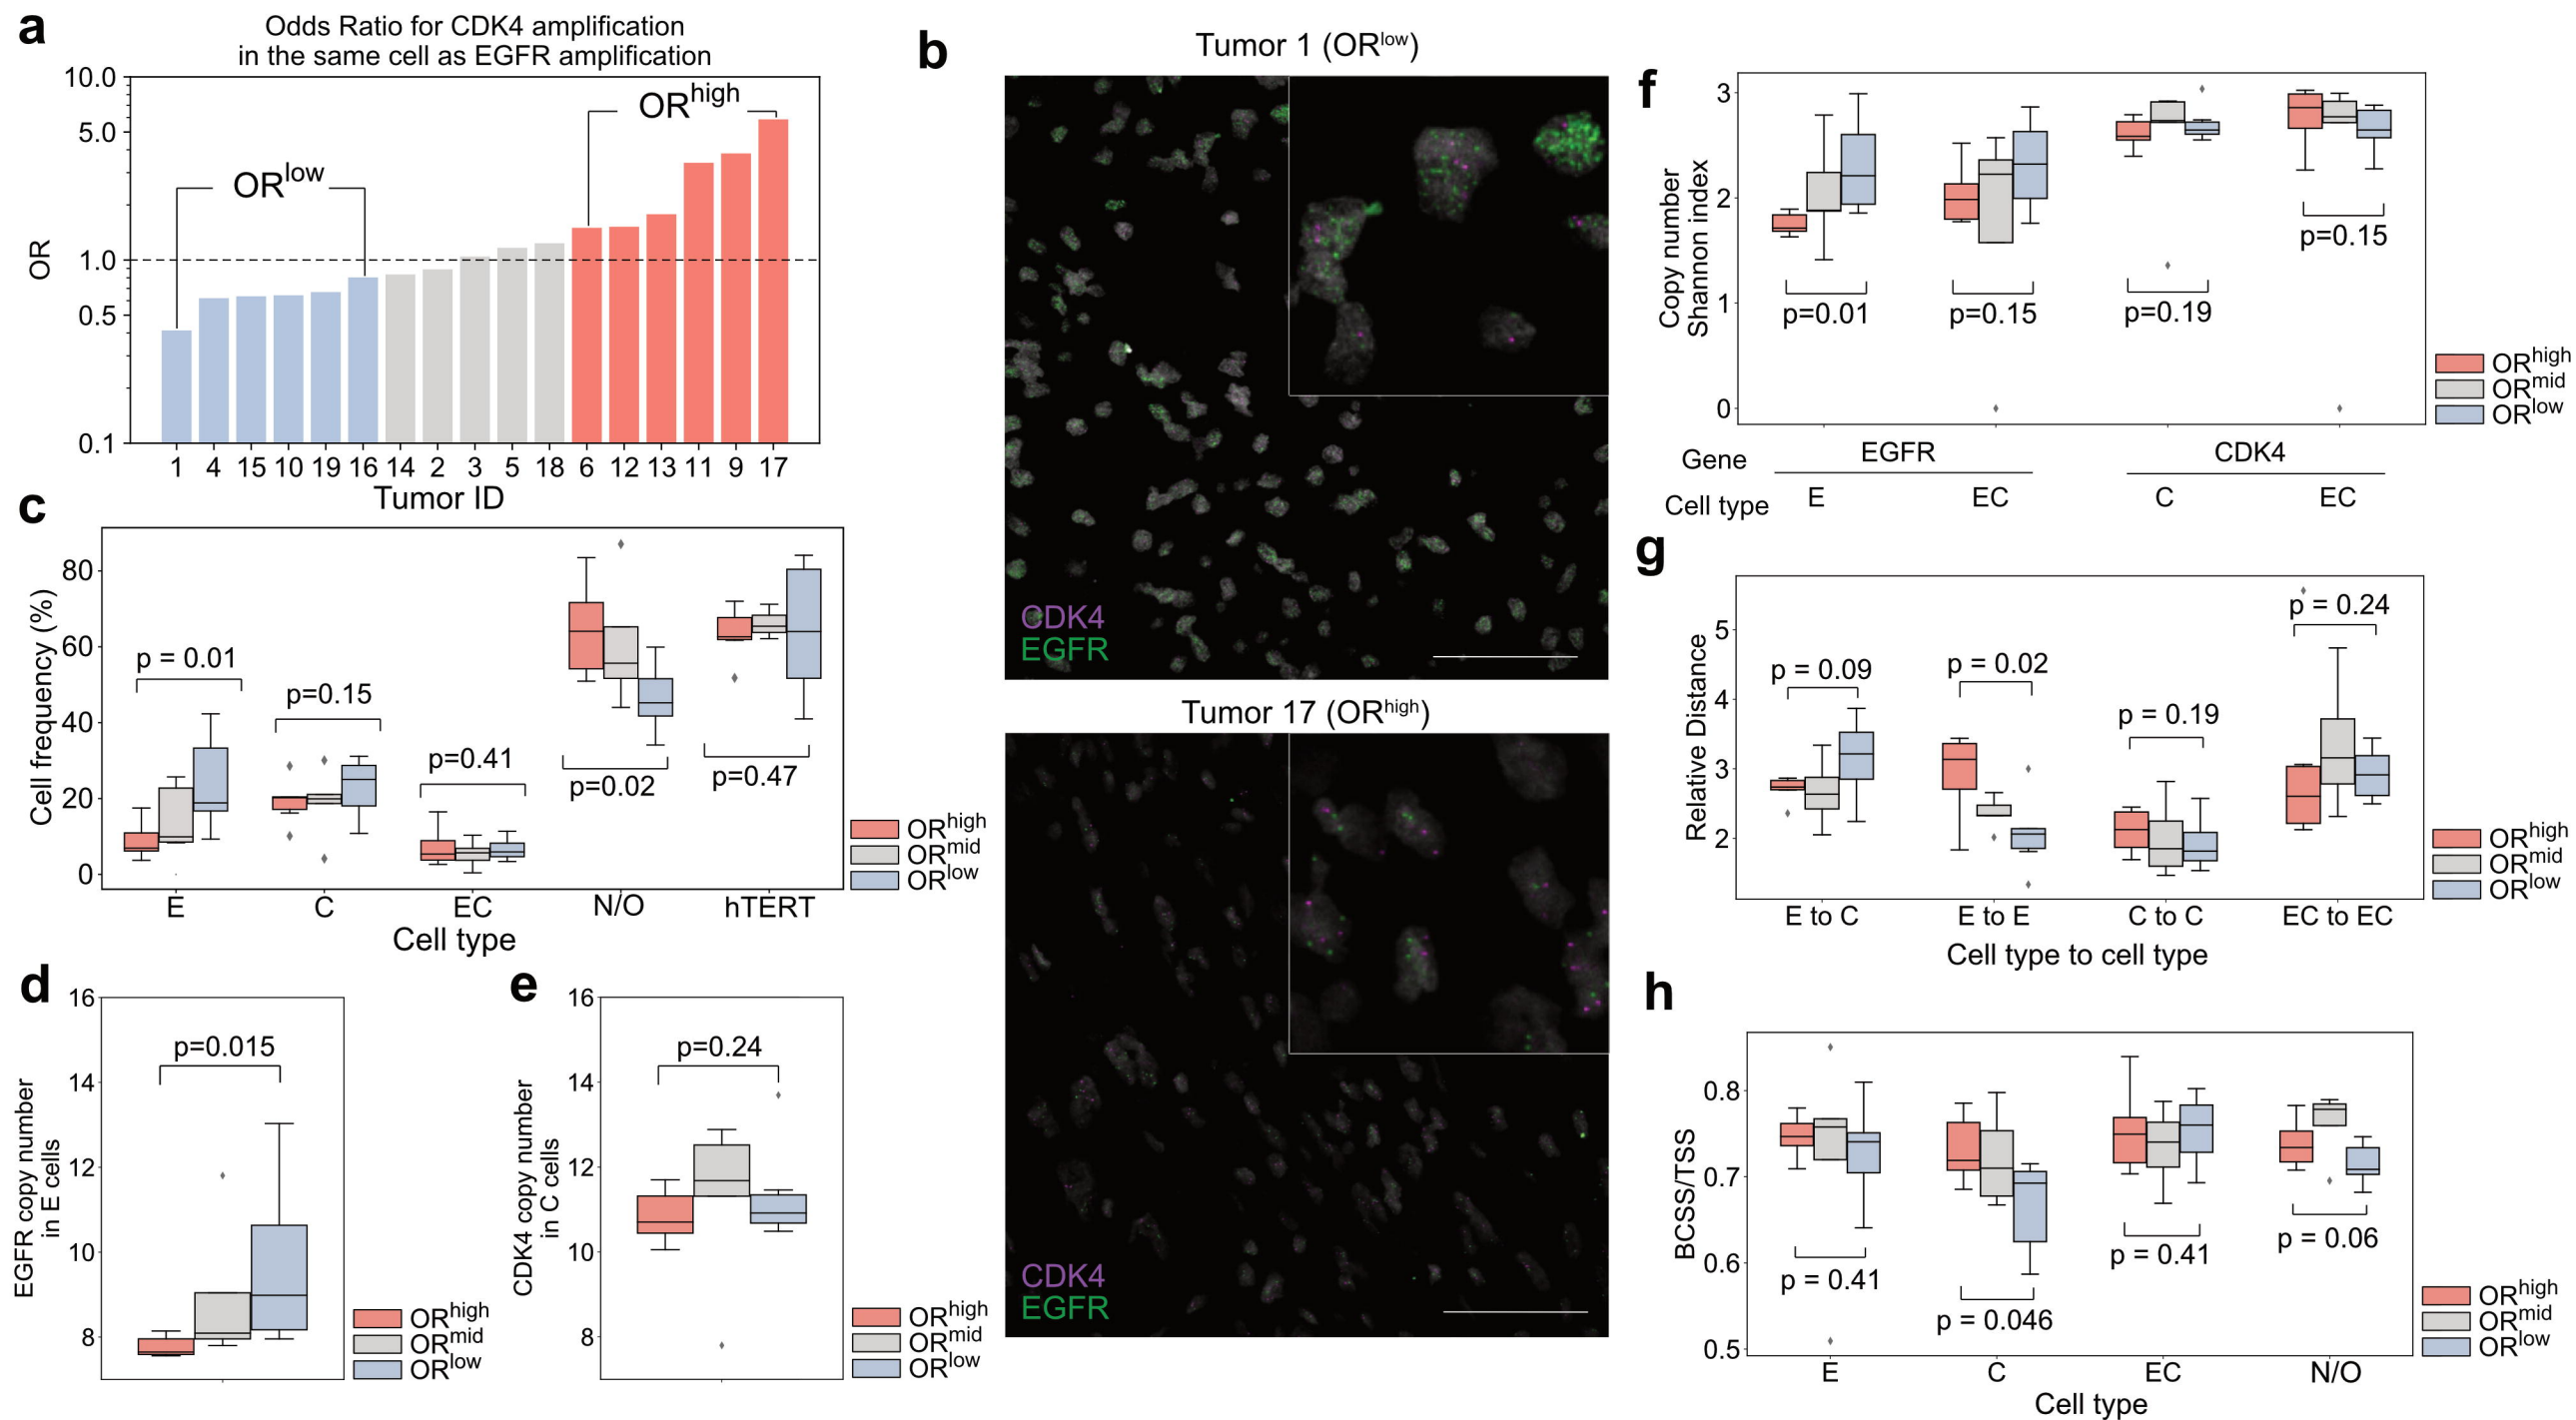 a
Odds Ratio for CDK4 amplification
in the same cell as EGFR amplification
OR
10.0
5.0
1.0
0.5
0.1
OR^low
OR^high
1 4 15 10 19 16 14 2 3 5 18 6 12 13 11 9 17
Tumor ID
b
Tumor 1 (OR^low)
CDK4
EGFR
Tumor 17 (OR^high)
CDK4
EGFR
c
Cell frequency (%)
80
60
40
20
0
p = 0.01
p=0.15
p=0.41
p=0.02
p=0.47
E C EC N/O hTERT
Cell type
OR^high
OR^mid
OR^low
d
EGFR copy number
in E cells
16
14
12
10
8
p=0.015
OR^high
OR^mid
OR^low
e
CDK4 copy number
in C cells
16
14
12
10
8
p=0.24
OR^high
OR^mid
OR^low
f
Copy number
Shannon index
3
2
1
0
p=0.01
p=0.15
p=0.19
p=0.15
Gene EGFR CDK4
Cell type E EC C EC
OR^high
OR^mid
OR^low
g
Relative Distance
5
4
3
2
p = 0.09
p = 0.02
p = 0.19
p = 0.24
E to C E to E C to C EC to EC
Cell type to cell type
OR^high
OR^mid
OR^low
h
BCSS/TSS
0.8
0.7
0.6
0.5
p = 0.41
p = 0.046
p = 0.41
p = 0.06
E C EC N/O
Cell type
OR^high
OR^mid
OR^low